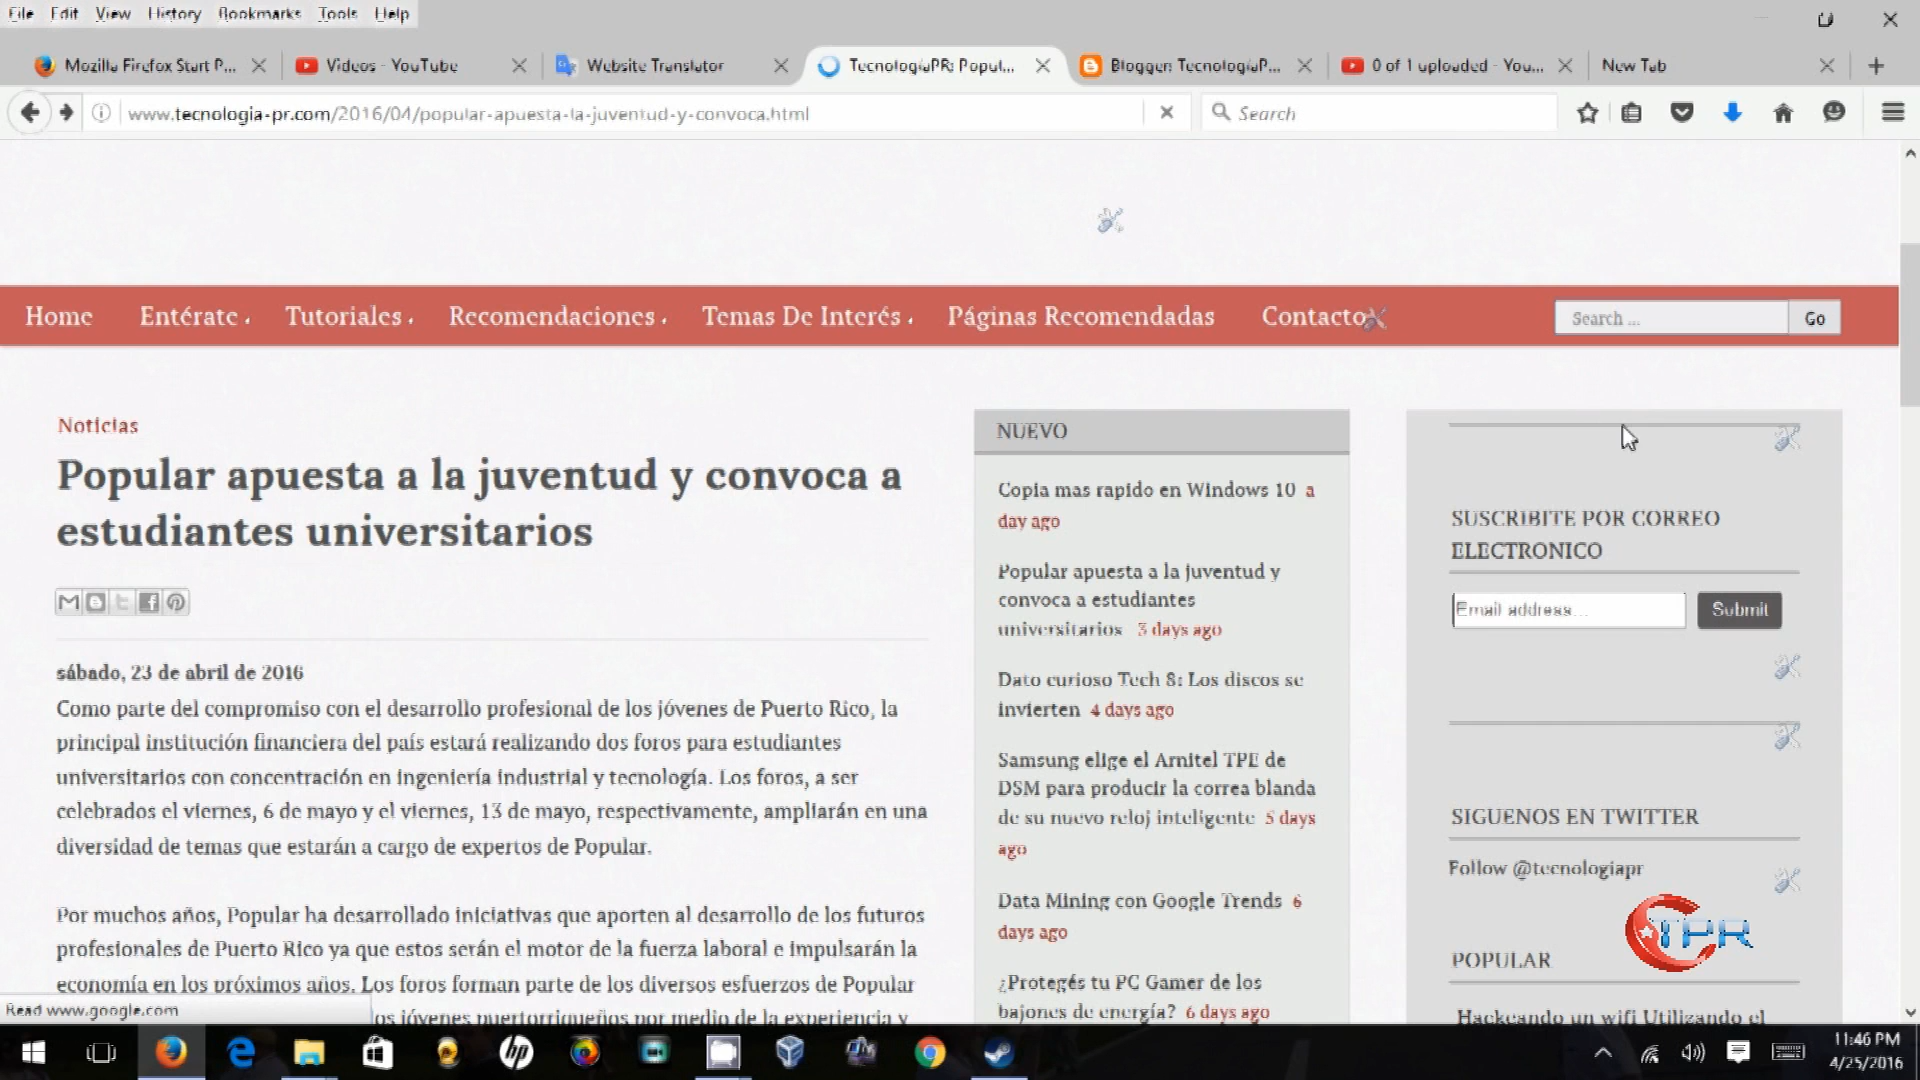 File Edit View History Bookmarks Tools Help
Mozilla Firefox Start P... Videos - YouTube Website Translator TecnologiaPR: Popul... Blogger: TecnologiaP... 0 of 1 uploaded - You... New Tab
www.tecnologia-pr.com/2016/04/popular-apuesta-la-juventud-y-convoca.html Search
Home Entérate Tutoriales Recomendaciones Temas De Interés Páginas Recomendadas Contacto Search ... Go
Noticias
Popular apuesta a la juventud y convoca a
estudiantes universitarios
sábado, 23 de abril de 2016
Como parte del compromiso con el desarrollo profesional de los jóvenes de Puerto Rico, la
principal institución financiera del país estará realizando dos foros para estudiantes
universitarios con concentración en ingeniería industrial y tecnología. Los foros, a ser
celebrados el viernes, 6 de mayo y el viernes, 13 de mayo, respectivamente, ampliarán en una
diversidad de temas que estarán a cargo de expertos de Popular.
Por muchos años, Popular ha desarrollado iniciativas que aporten al desarrollo de los futuros
profesionales de Puerto Rico ya que estos serán el motor de la fuerza laboral e impulsarán la
economía en los próximos años. Los foros forman parte de los diversos esfuerzos de Popular
los jóvenes puertorriqueños por medio de la experiencia y
Read www.google.com
NUEVO
Copia mas rapido en Windows 10 a
day ago
Popular apuesta a la juventud y
convoca a estudiantes
universitarios 3 days ago
Dato curioso Tech 8: Los discos se
invierten 4 days ago
Samsung elige el Arnitel TPE de
DSM para producir la correa blanda
de su nuevo reloj inteligente 5 days
ago
Data Mining con Google Trends 6
days ago
¿Protegés tu PC Gamer de los
bajones de energía? 6 days ago
SUSCRIBITE POR CORREO
ELECTRONICO
Email address... Submit
SIGUENOS EN TWITTER
Follow @tecnologiapr
TPR
POPULAR
Hackeando un wifi Utilizando el
11:46 PM
4/25/2016